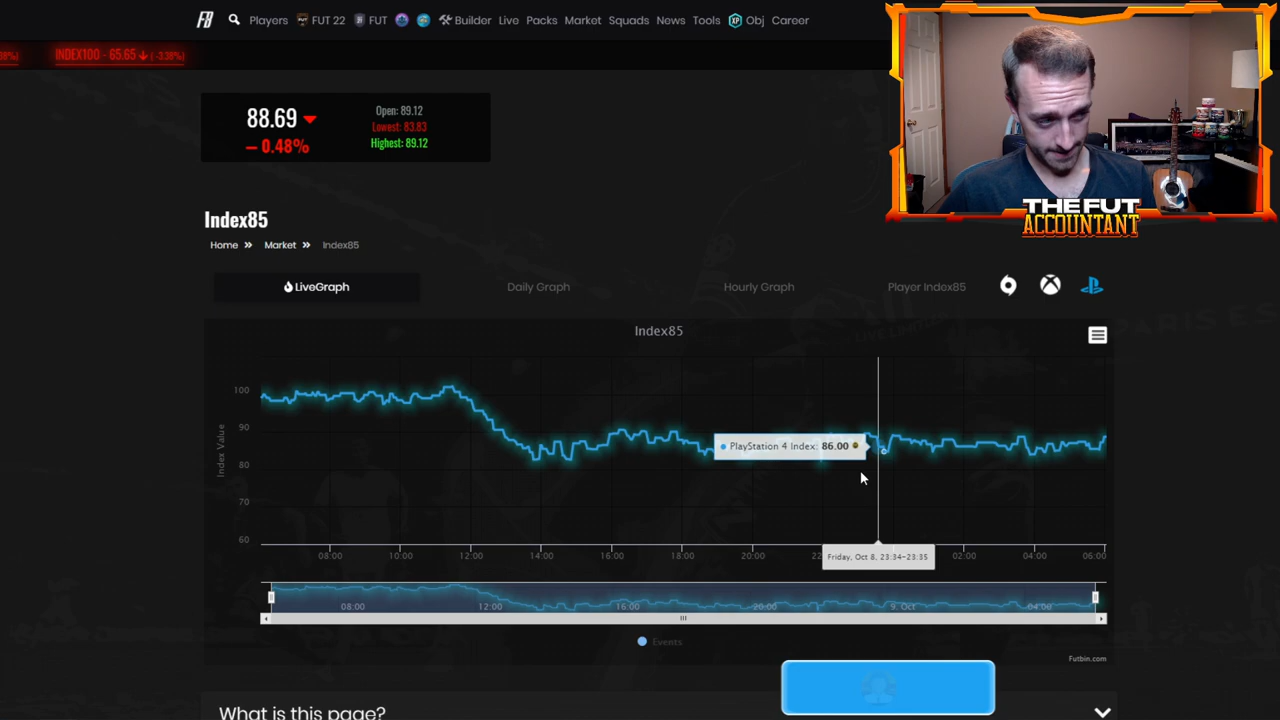 FB Players FUT 22 FUT Builder Live Packs Market Squads News Tools XP Obj Career
INDEX100 - 65.65 ( -3.38%)
88.69
– 0.48%
Open: 89.12
Lowest: 83.83
Highest: 89.12
THE FUT
ACCOUNTANT
Index85
Home » Market » Index85
LiveGraph Daily Graph Hourly Graph Player Index85
Index85
100
90
80
70
60
Index Value
PlayStation 4 Index: 86.00
08:00 10:00 12:00 14:00 16:00 18:00 20:00 22 02:00 04:00 06:00
Friday, Oct 8, 23:34-23:35
08:00 12:00 16:00 20:00 9. Oct 04:00
Events
Futbin.com
What is this page?